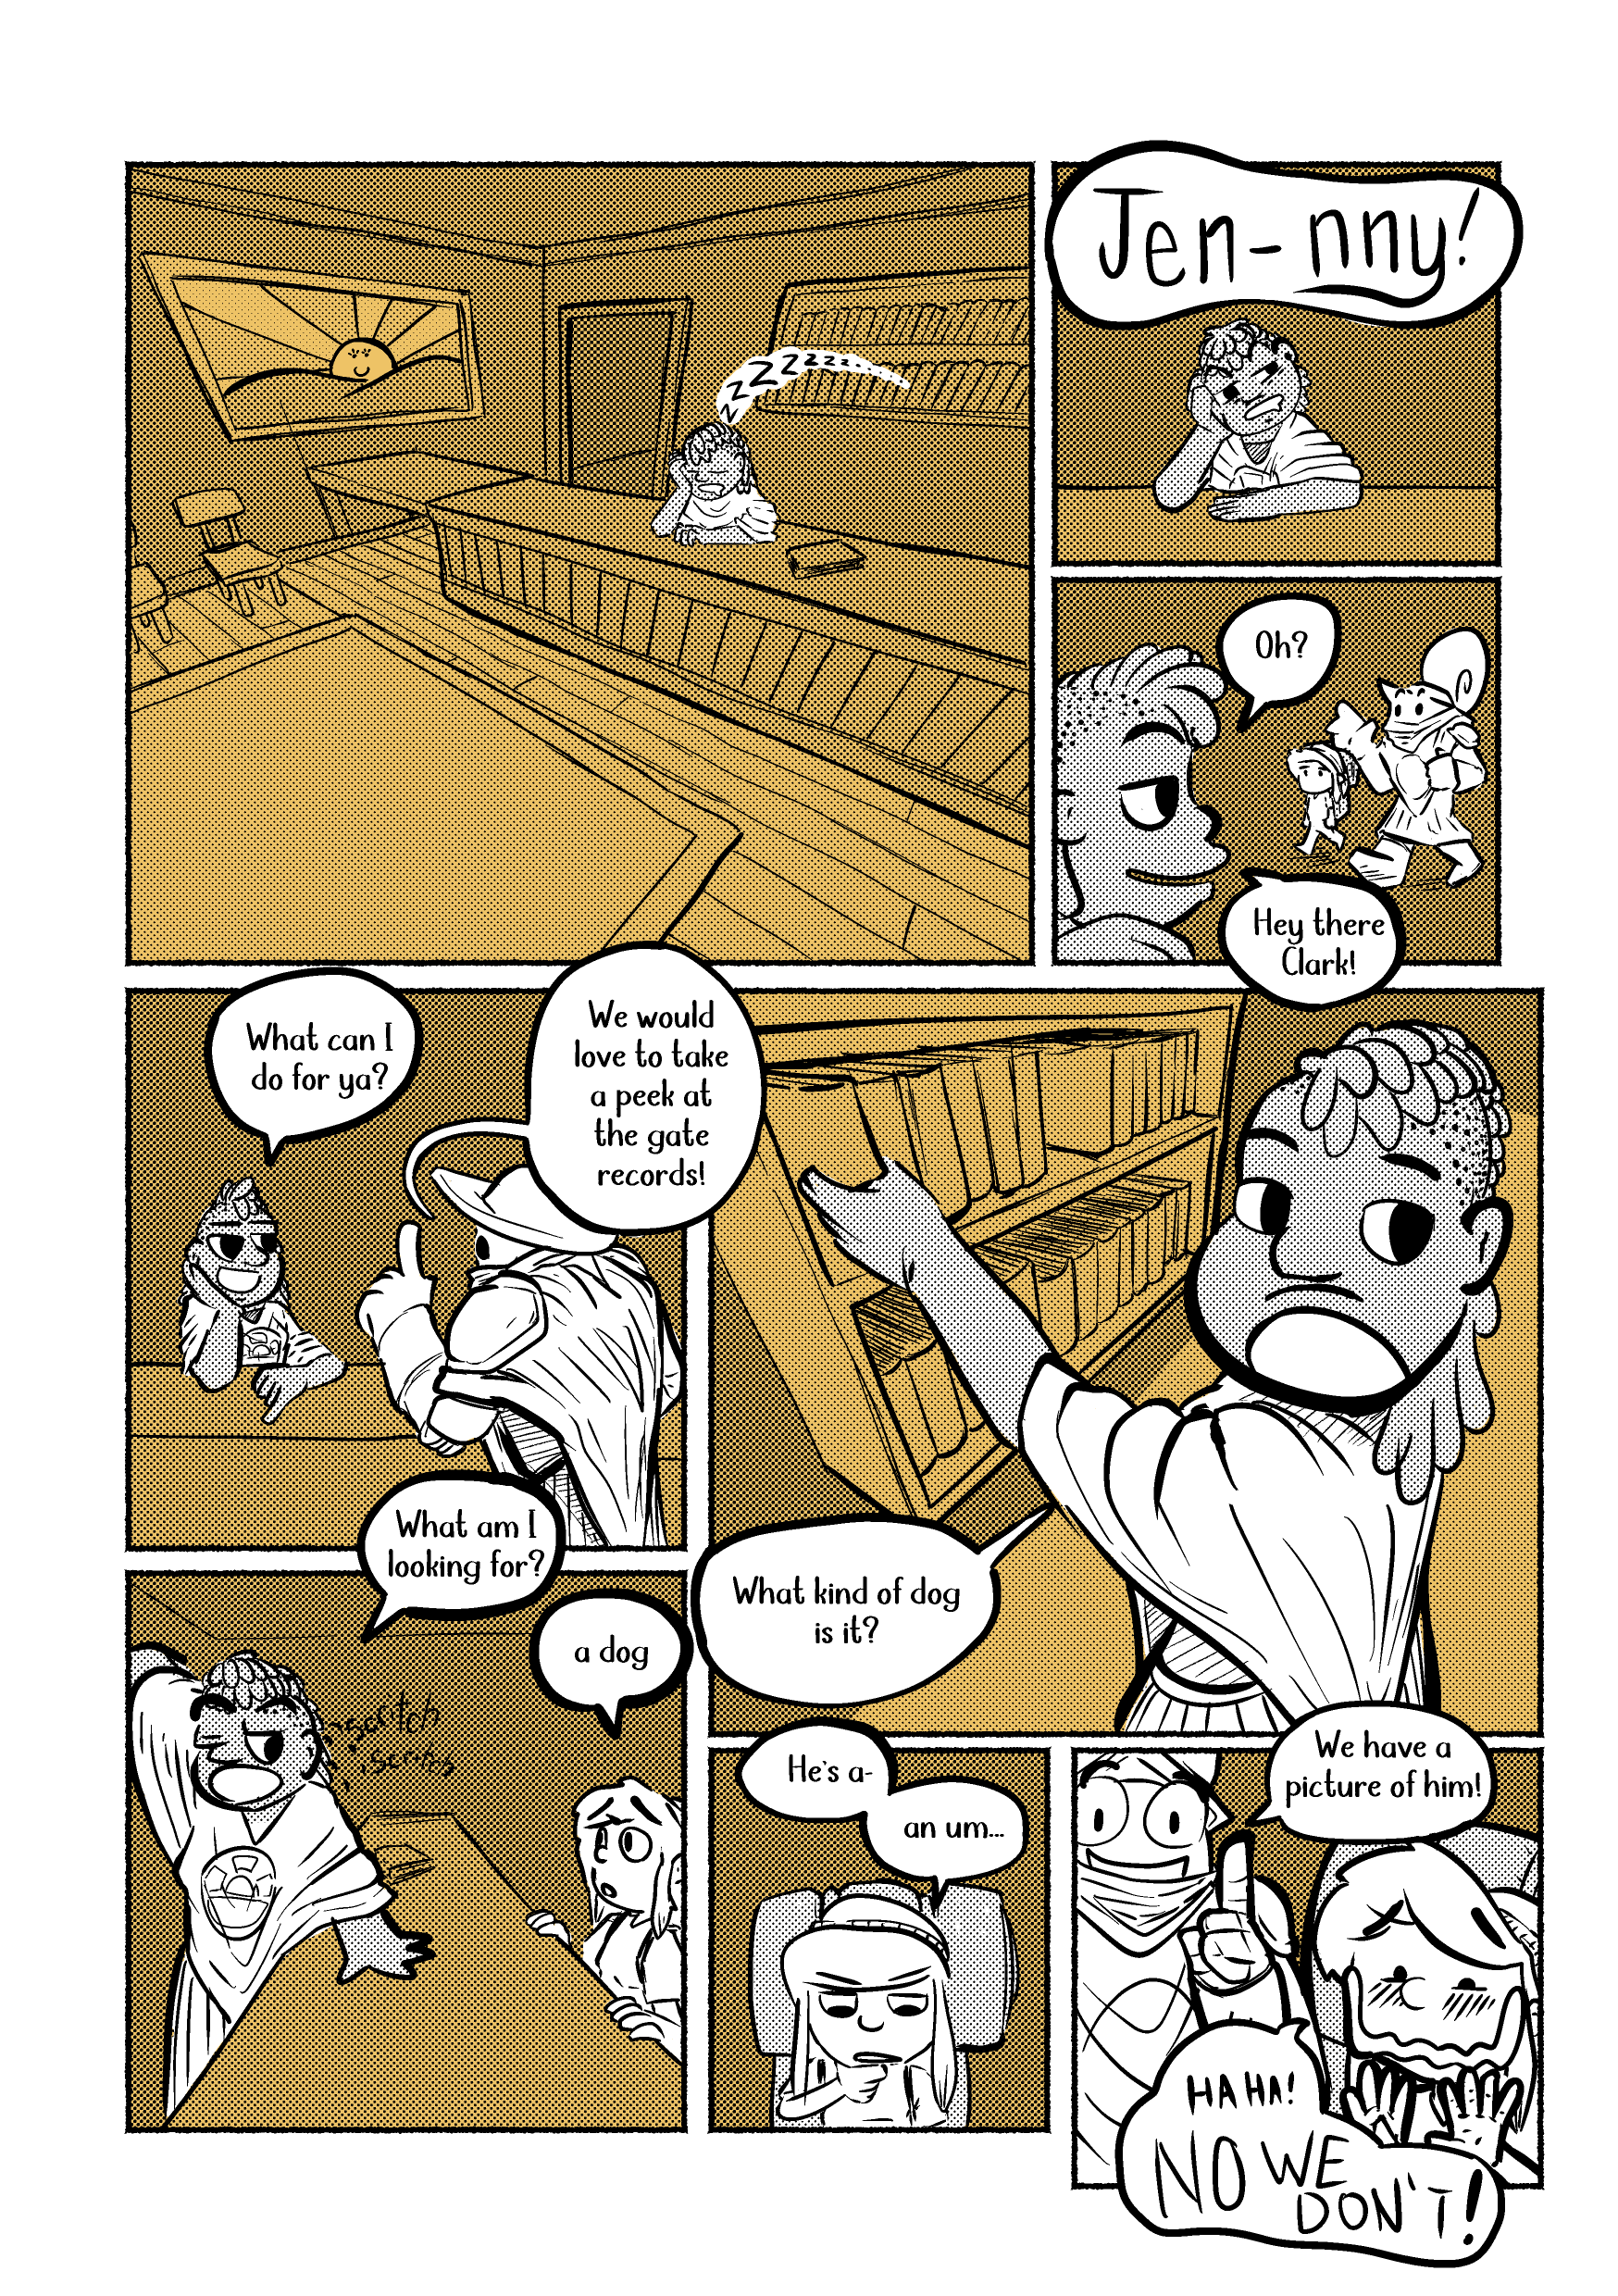 ZZZZzzzz
Jen-nny!
Oh?
Hey there
Clark!
What can I
do for ya?
We would
love to take
a peek at
the gate
records!
What am I
looking for?
a dog
scritch
What kind of dog
is it?
He's a-
an um...
We have a
picture of him!
HA HA!
NO WE
DON'T!